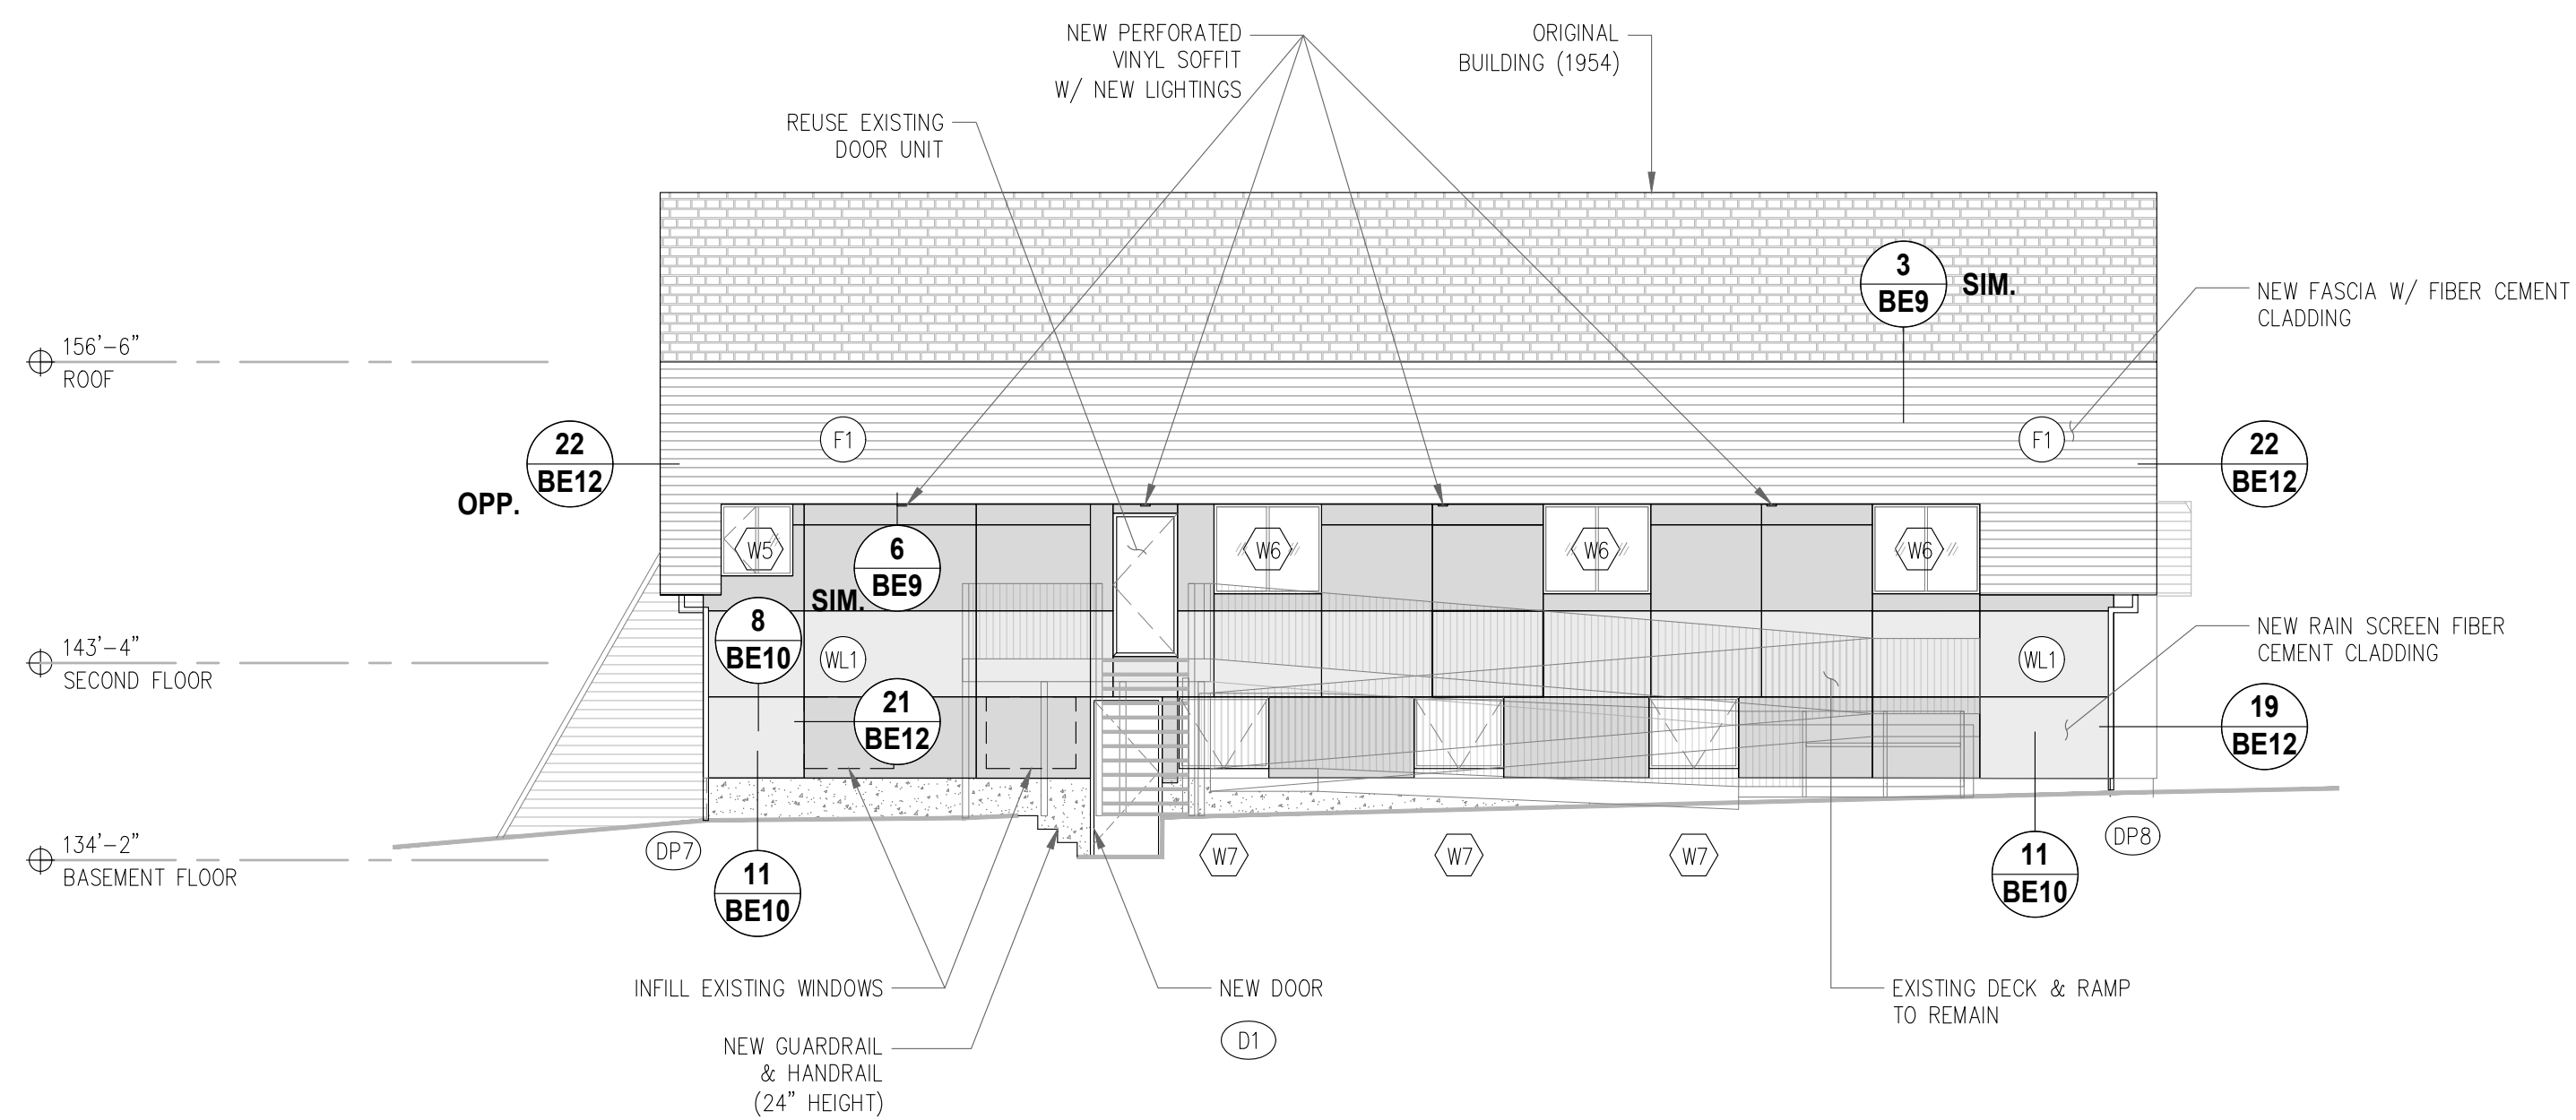 NEW PERFORATED
VINYL SOFFIT
W/ NEW LIGHTINGS
ORIGINAL
BUILDING (1954)
REUSE EXISTING
DOOR UNIT
3
BE9
SIM.
NEW FASCIA W/ FIBER CEMENT
CLADDING
156'-6"
ROOF
F1
F1
22
BE12
OPP.
22
BE12
W5
6
BE9
SIM.
W6
W6
W6
8
BE10
WL1
WL1
NEW RAIN SCREEN FIBER
CEMENT CLADDING
143'-4"
SECOND FLOOR
21
BE12
19
BE12
134'-2"
BASEMENT FLOOR
DP7
W7
W7
W7
DP8
11
BE10
11
BE10
INFILL EXISTING WINDOWS
NEW DOOR
D1
EXISTING DECK & RAMP
TO REMAIN
NEW GUARDRAIL
& HANDRAIL
(24" HEIGHT)